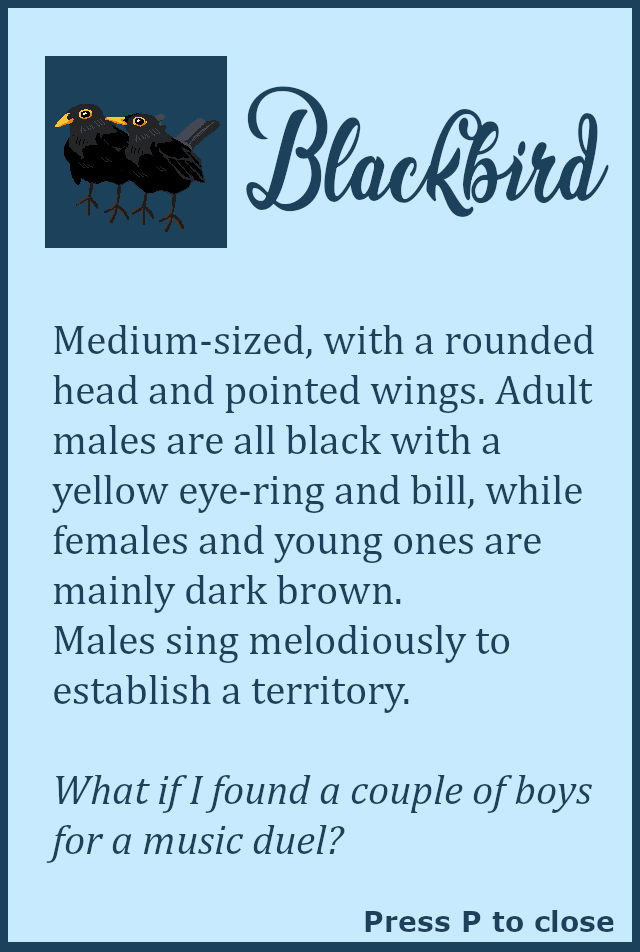 Blackbird
Medium-sized, with a rounded
head and pointed wings. Adult
males are all black with a
yellow eye-ring and bill, while
females and young ones are
mainly dark brown.
Males sing melodiously to
establish a territory.
What if I found a couple of boys
for a music duel?
Press P to close